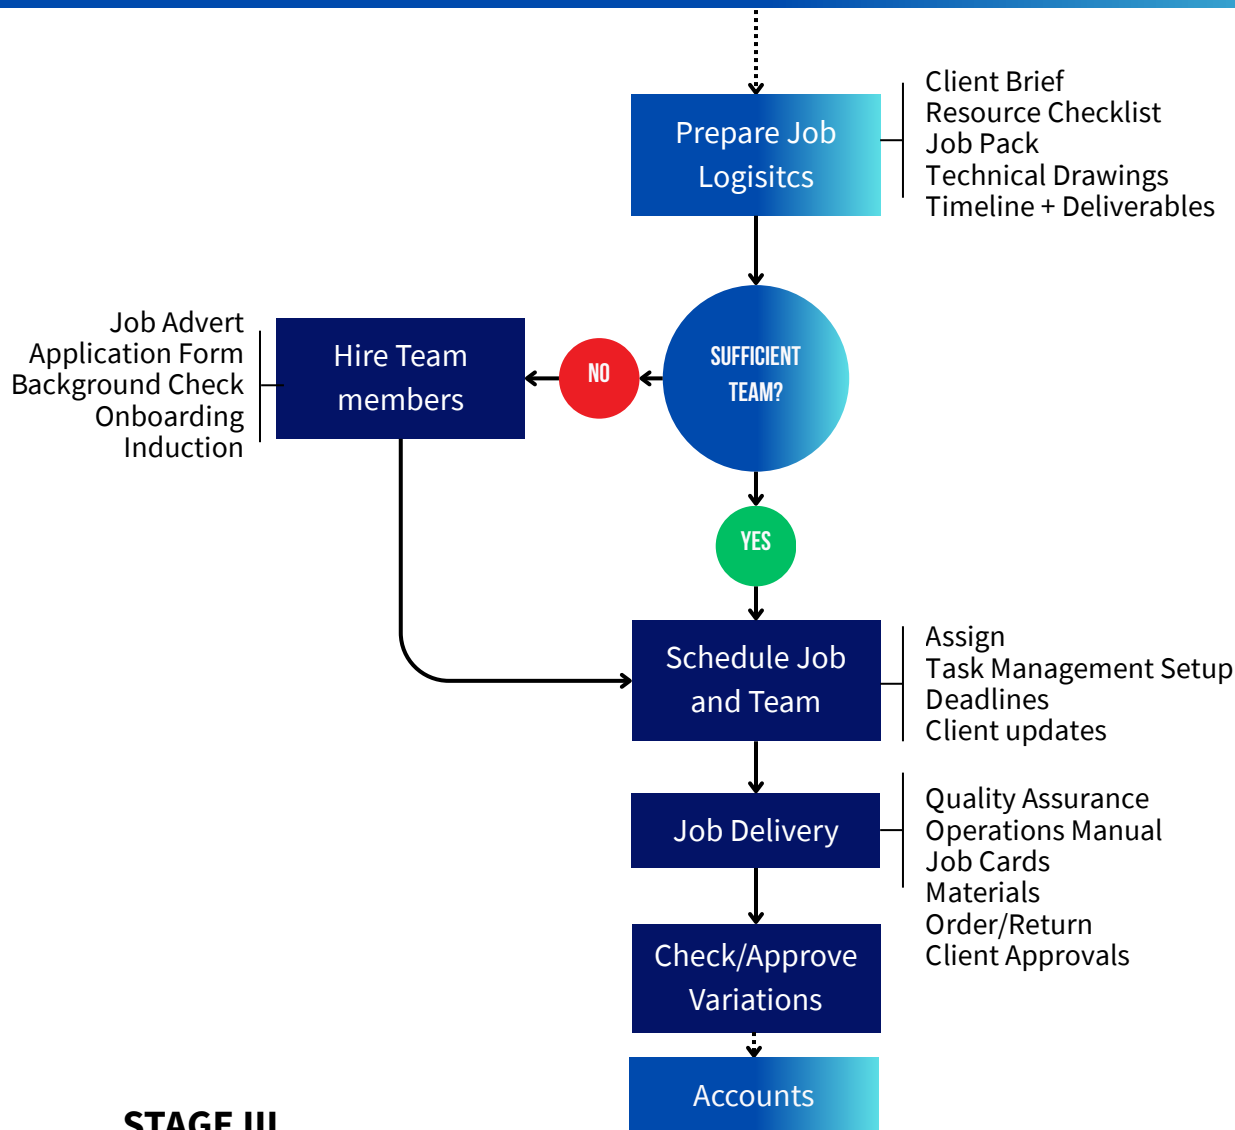 Prepare Job
Logisitcs
Client Brief
Resource Checklist
Job Pack
Technical Drawings
Timeline + Deliverables
SUFFICIENT
TEAM?
NO
Hire Team
members
Job Advert
Application Form
Background Check
Onboarding
Induction
YES
Schedule Job
and Team
Assign
Task Management Setup
Deadlines
Client updates
Job Delivery
Quality Assurance
Operations Manual
Job Cards
Materials
Order/Return
Client Approvals
Check/Approve
Variations
Accounts
STAGE III